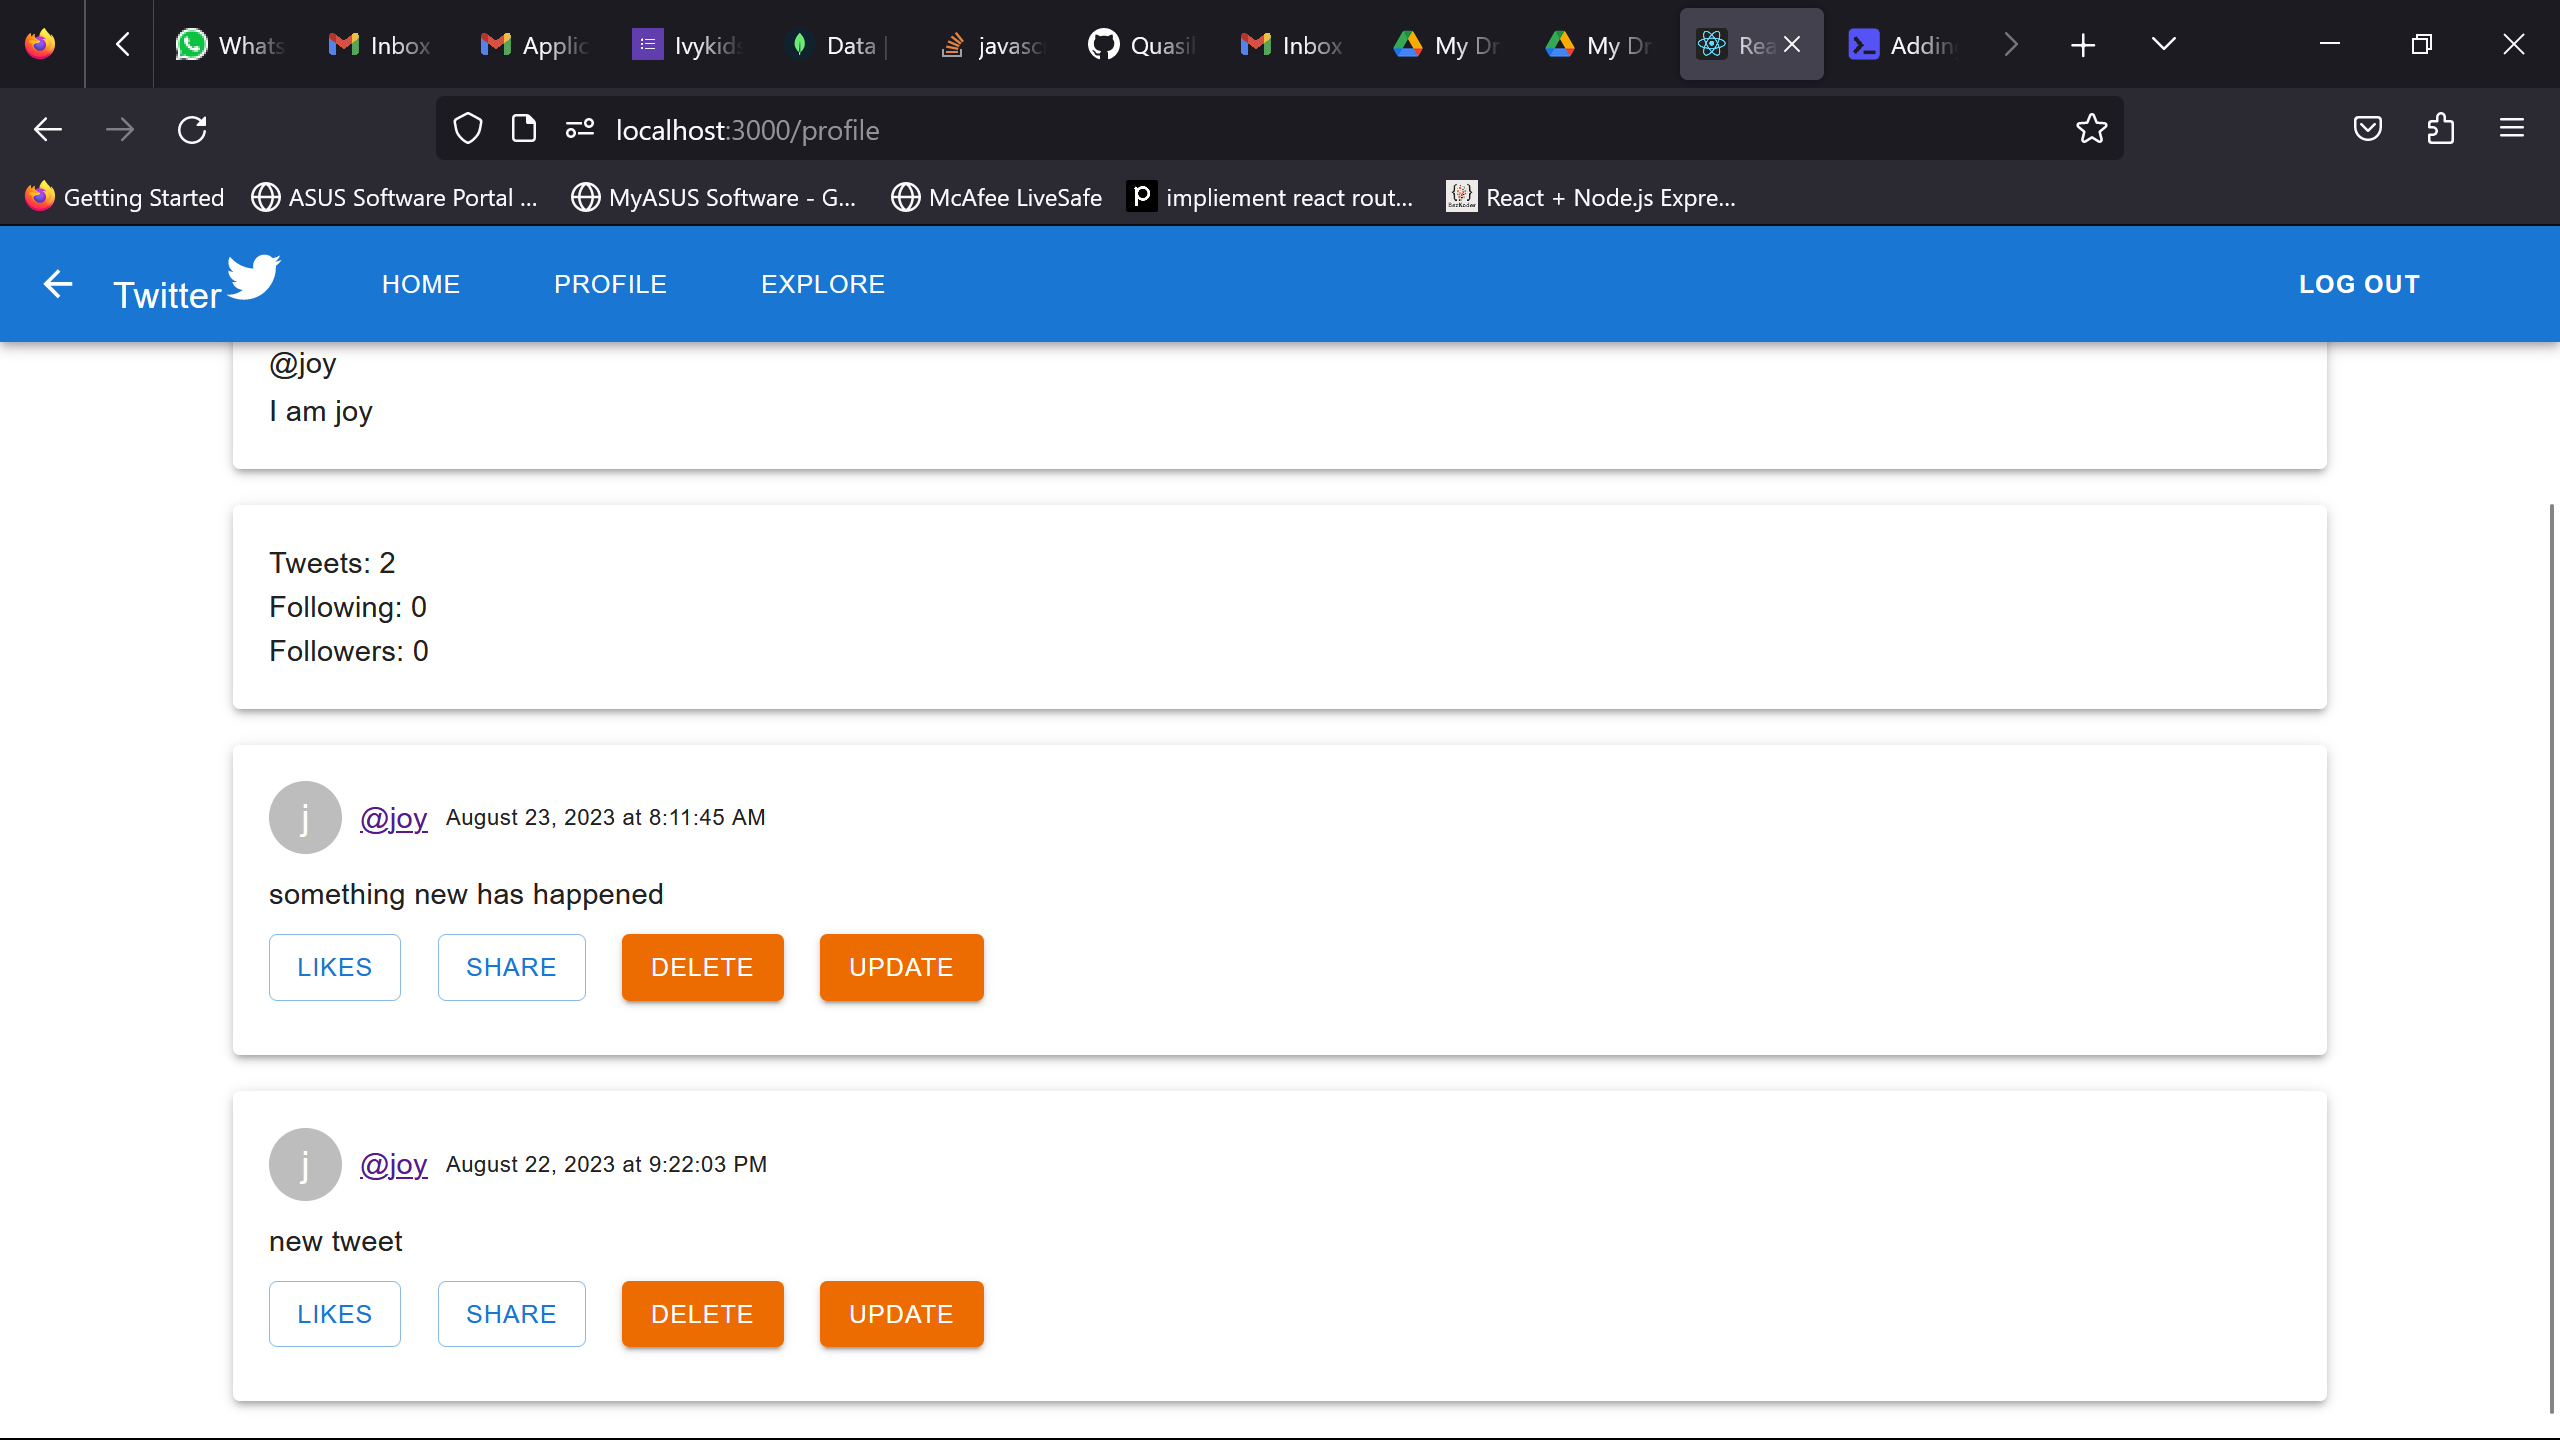 Whats Inbox Applic Ivykids Data | javasc Quasil Inbox My Dr My Dr Rea Adding
localhost:3000/profile
Getting Started ASUS Software Portal ... MyASUS Software - G... McAfee LiveSafe impliement react rout... React + Node.js Expre...
Twitter HOME PROFILE EXPLORE LOG OUT
@joy
I am joy
Tweets: 2
Following: 0
Followers: 0
j @joy August 23, 2023 at 8:11:45 AM
something new has happened
LIKES SHARE DELETE UPDATE
j @joy August 22, 2023 at 9:22:03 PM
new tweet
LIKES SHARE DELETE UPDATE